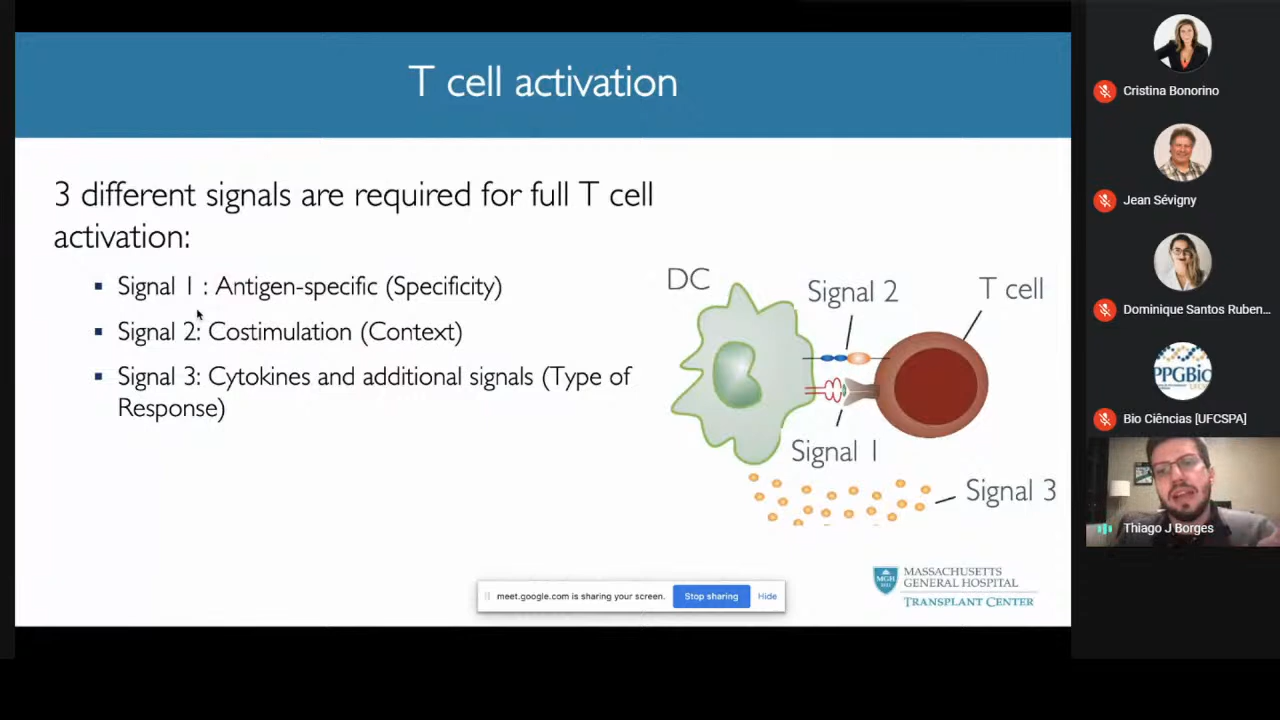 T cell activation
3 different signals are required for full T cell
activation:
Signal 1 : Antigen-specific (Specificity)
Signal 2: Costimulation (Context)
Signal 3: Cytokines and additional signals (Type of
Response)
DC
Signal 2
T cell
Signal 1
Signal 3
MGH
1811
MASSACHUSETTS
GENERAL HOSPITAL
TRANSPLANT CENTER
meet.google.com is sharing your screen.
Stop sharing
Hide
Cristina Bonorino
Jean Sévigny
Dominique Santos Ruben...
PPGBio
Bio Ciências [UFCSPA]
Thiago J Borges